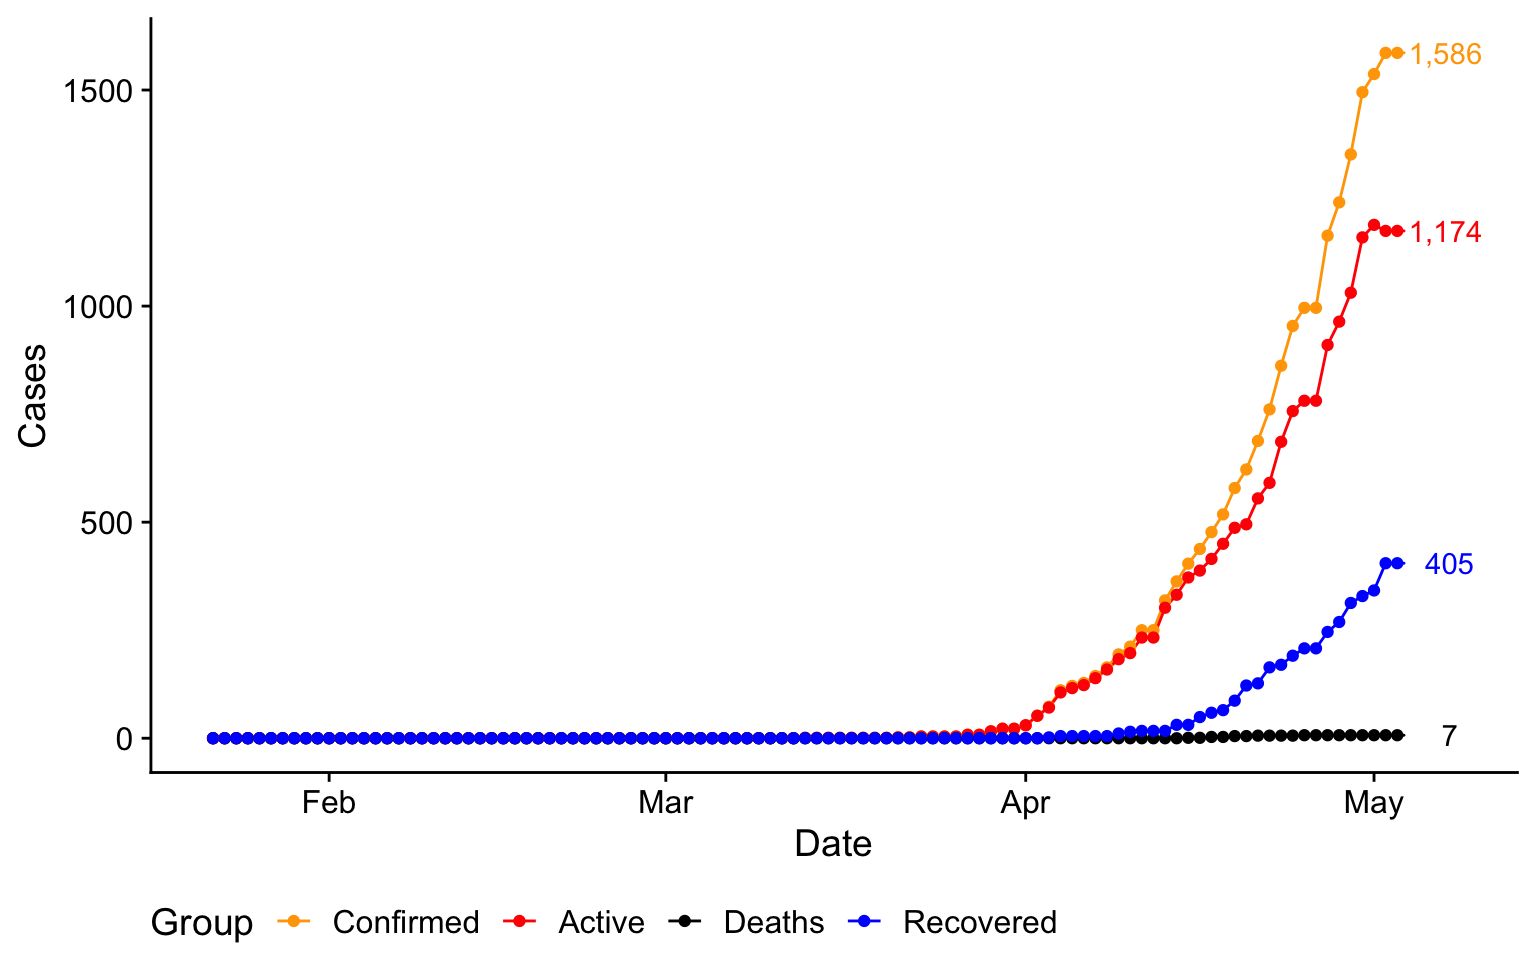 1,586
1500
1,174
1000
Cases
500
405
0
7
Feb Mar Apr May
Date
Group Confirmed Active Deaths Recovered